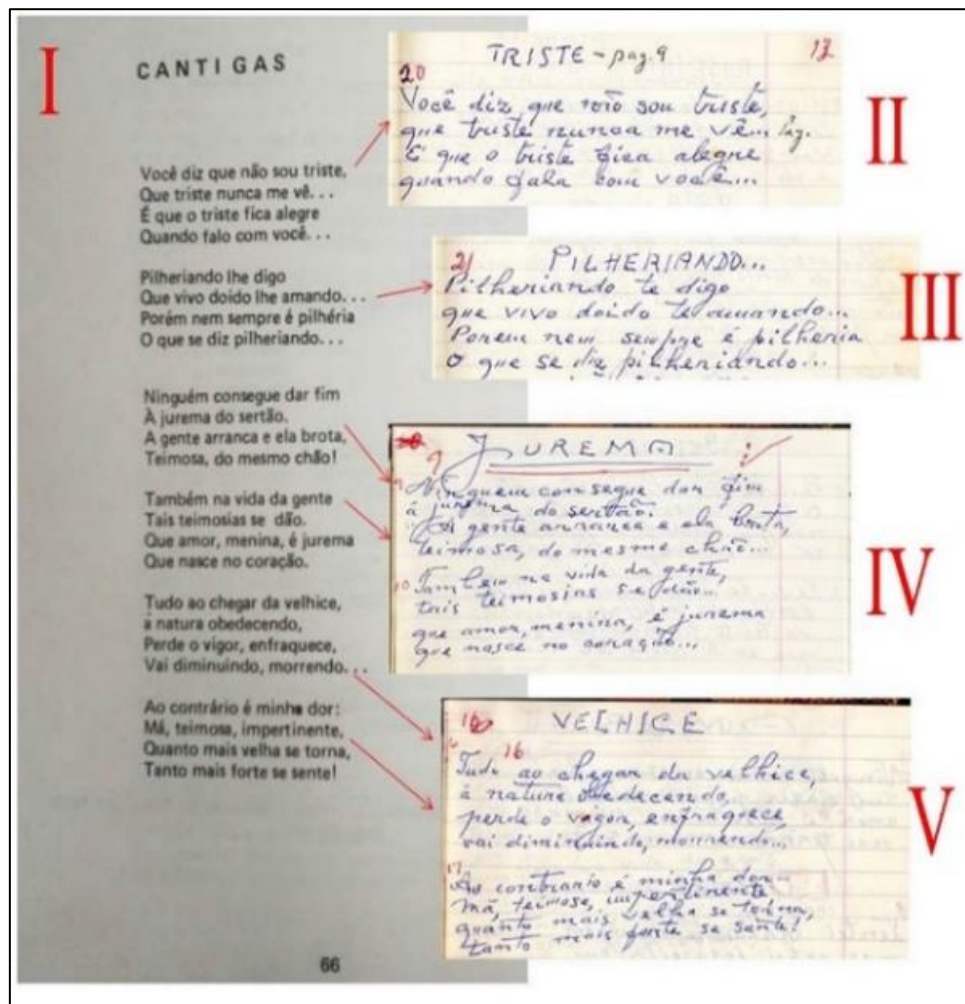 I
CANTIGAS
Você diz que não sou triste,
Que triste nunca me vê...
É que o triste fica alegre
Quando falo com você...
Pilheriando lhe digo
Que vivo doido lhe amando...
Porém nem sempre é pilhéria
O que se diz pilheriando...
Ninguém consegue dar fim
À jurema do sertão.
A gente arranca e ela brota,
Teimosa, do mesmo chão!
Também na vida da gente
Tais teimosias se dão.
Que amor, menina, é jurema
Que nasce no coração.
Tudo ao chegar da velhice,
à natura obedecendo,
Perde o vigor, enfraquece,
Vai diminuindo, morrendo...
Ao contrário é minha dor:
Má, teimosa, impertinente,
Quanto mais velha se torna,
Tanto mais forte se sente!
66
TRISTE - pag. 9
13
20
Você diz que não sou triste,
que triste nunca me vê... pag.
É que o triste fica alegre
quando fala com você...
II
21 PILHERIANDO...
Pilheriando te digo
que vivo doido te amando...
Porem nem sempre é pilheria
O que se diz pilheriando...
III
JUREMA
9
9 Ninguem consegue dar fim
á jurema do sertão.
A gente arranca e ela brota,
teimosa, do mesmo chão...
10 Tambem na vida da gente,
tais teimosias se dão...
que amor, menina, é jurema
que nasce no coração...
IV
16 VELHICE
16
Tudo ao chegar da velhice,
á natura obedecendo,
perde o vigor, enfraquece,
vai diminuindo, morrendo...
17
Ao contrario é minha dor
má, teimosa, impertinente
quanto mais velha se torna,
tanto mais forte se sente!
V